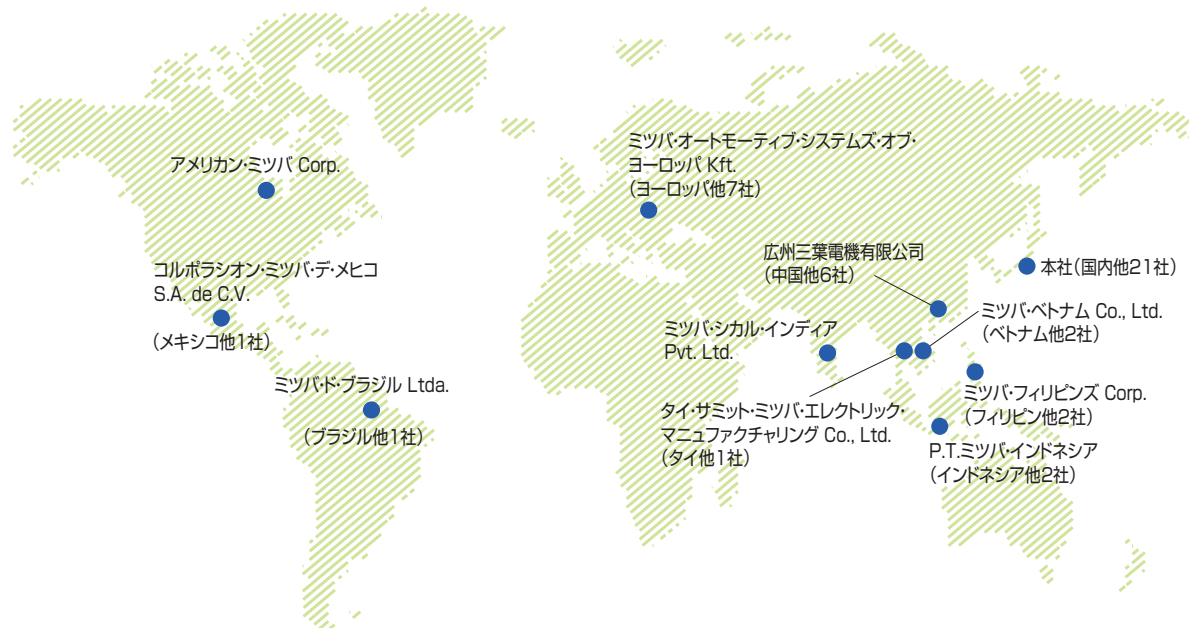 アメリカン・ミツバ Corp.
コルポラシオン・ミツバ・デ・メヒコ
S.A. de C.V.
(メキシコ他1社)
ミツバ・ド・ブラジル Ltda.
(ブラジル他1社)
ミツバ・オートモーティブ・システムズ・オブ・
ヨーロッパ Kft.
(ヨーロッパ他7社)
広州三葉電機有限公司
(中国他6社)
本社(国内他21社)
ミツバ・ベトナム Co., Ltd.
(ベトナム他2社)
ミツバ・シカル・インディア
Pvt. Ltd.
タイ・サミット・ミツバ・エレクトリック・
マニュファクチャリング Co., Ltd.
(タイ他1社)
ミツバ・フィリピンズ Corp.
(フィリピン他2社)
P.T.ミツバ・インドネシア
(インドネシア他2社)